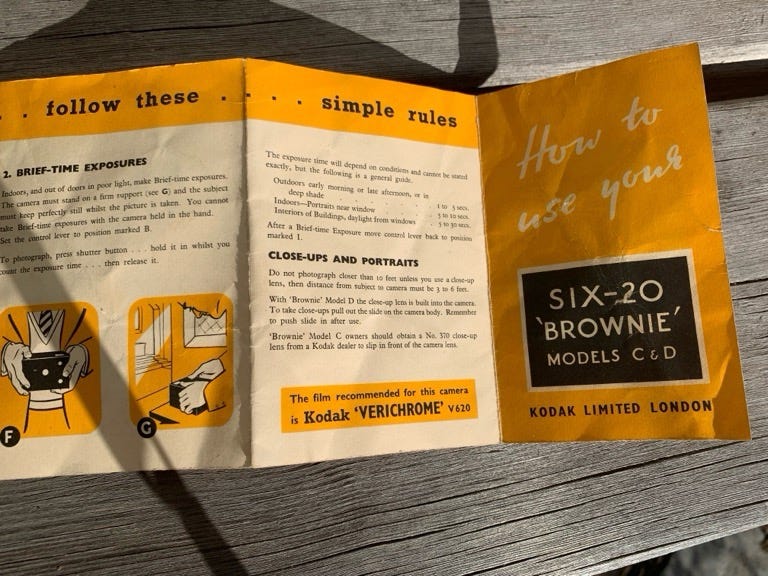 . . follow these . . . . simple rules
2. BRIEF-TIME EXPOSURES
Indoors, and out of doors in poor light, make Brief-time exposures.
The camera must stand on a firm support (see G) and the subject
must keep perfectly still whilst the picture is taken. You cannot
take Brief-time exposures with the camera held in the hand.
Set the control lever to position marked B.
To photograph, press shutter button . . . hold it in whilst you
count the exposure time . . . then release it.
F
G
The exposure time will depend on conditions and cannot be stated
exactly, but the following is a general guide.
Outdoors early morning or late afternoon, or in
deep shade . . . . . . 1 to 5 secs.
Indoors—Portraits near window . . . . 5 to 10 secs.
Interiors of Buildings, daylight from windows . 5 to 30 secs.
After a Brief-time Exposure move control lever back to position
marked I.
CLOSE-UPS AND PORTRAITS
Do not photograph closer than 10 feet unless you use a close-up
lens, then distance from subject to camera must be 3 to 6 feet.
With 'Brownie' Model D the close-up lens is built into the camera.
To take close-ups pull out the slide on the camera body. Remember
to push slide in after use.
'Brownie' Model C owners should obtain a No. 370 close-up
lens from a Kodak dealer to slip in front of the camera lens.
The film recommended for this camera
is Kodak 'VERICHROME' V620
How to
use your
SIX-20
'BROWNIE'
MODELS C & D
KODAK LIMITED LONDON